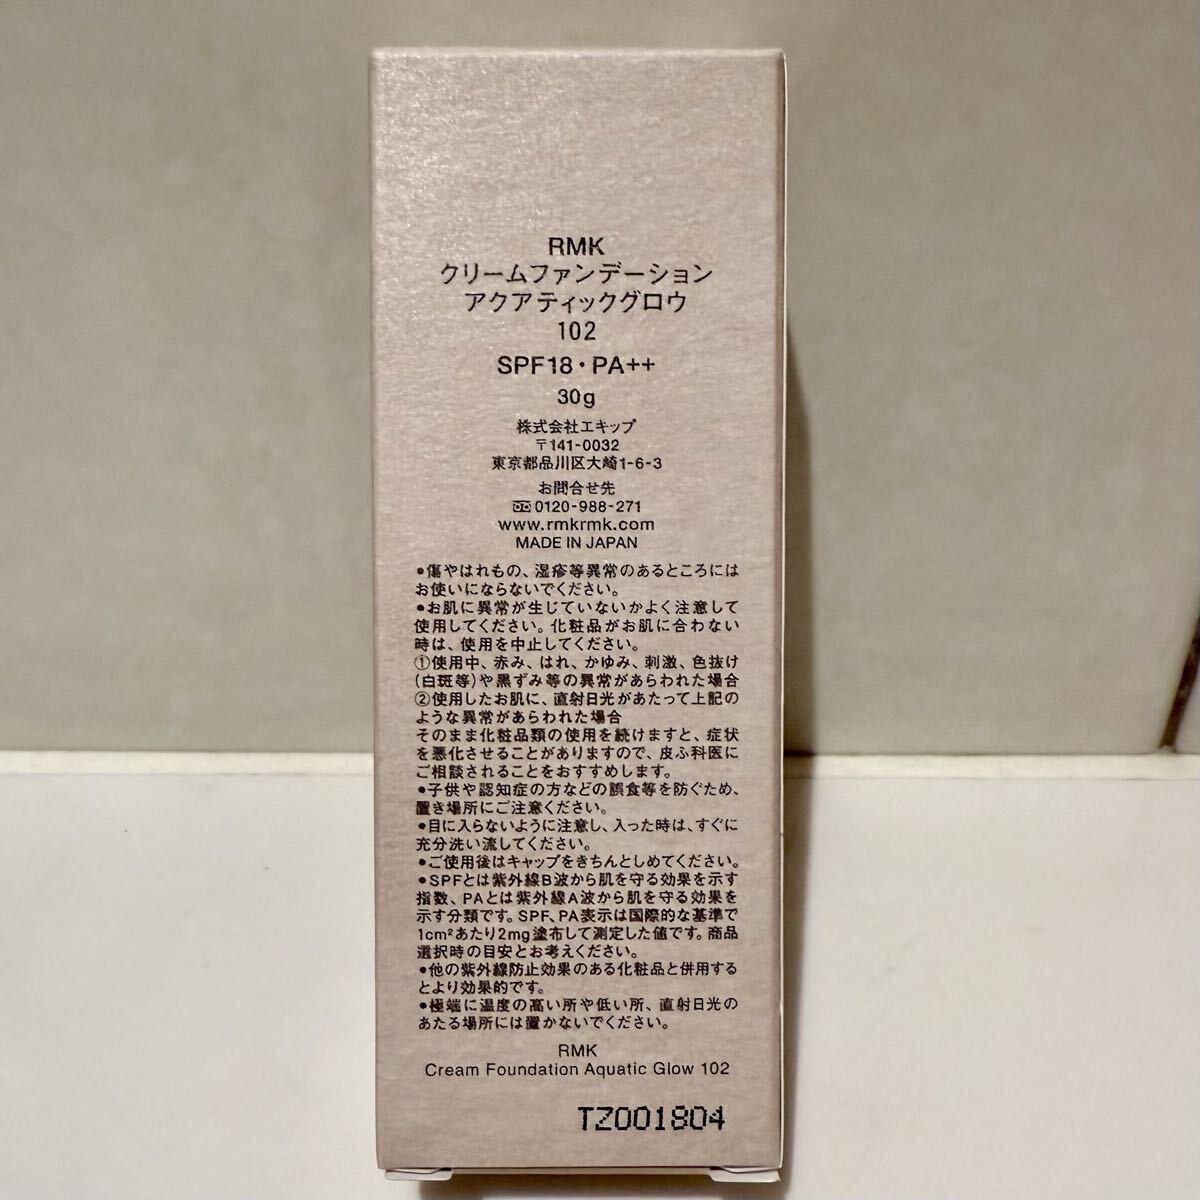 RMK
クリームファンデーション
アクアティックグロウ
102
SPF18・PA++
30g
株式会社エキップ
〒141-0032
東京都品川区大崎1-6-3
お問合せ先
0120-988-271
www.rmkrmk.com
MADE IN JAPAN
●傷やはれもの、湿疹等異常のあるところには
お使いにならないでください。
●お肌に異常が生じていないかよく注意して
使用してください。化粧品がお肌に合わない
時は、使用を中止してください。
①使用中、赤み、はれ、かゆみ、刺激、色抜け
(白斑等)や黒ずみ等の異常があらわれた場合
②使用したお肌に、直射日光があたって上記の
ような異常があらわれた場合
そのまま化粧品類の使用を続けますと、症状
を悪化させることがありますので、皮ふ科医に
ご相談されることをおすすめします。
●子供や認知症の方などの誤食等を防ぐため、
置き場所にご注意ください。
●目に入らないように注意し、入った時は、すぐに
充分洗い流してください。
●ご使用後はキャップをきちんとしめてください。
●SPFとは紫外線B波から肌を守る効果を示す
指数、PAとは紫外線A波から肌を守る効果を
示す分類です。SPF、PA表示は国際的な基準で
1cm²あたり2mg塗布して測定した値です。商品
選択時の目安とお考えください。
●他の紫外線防止効果のある化粧品と併用する
とより効果的です。
●極端に温度の高い所や低い所、直射日光の
あたる場所には置かないでください。
RMK
Cream Foundation Aquatic Glow 102
TZ001804